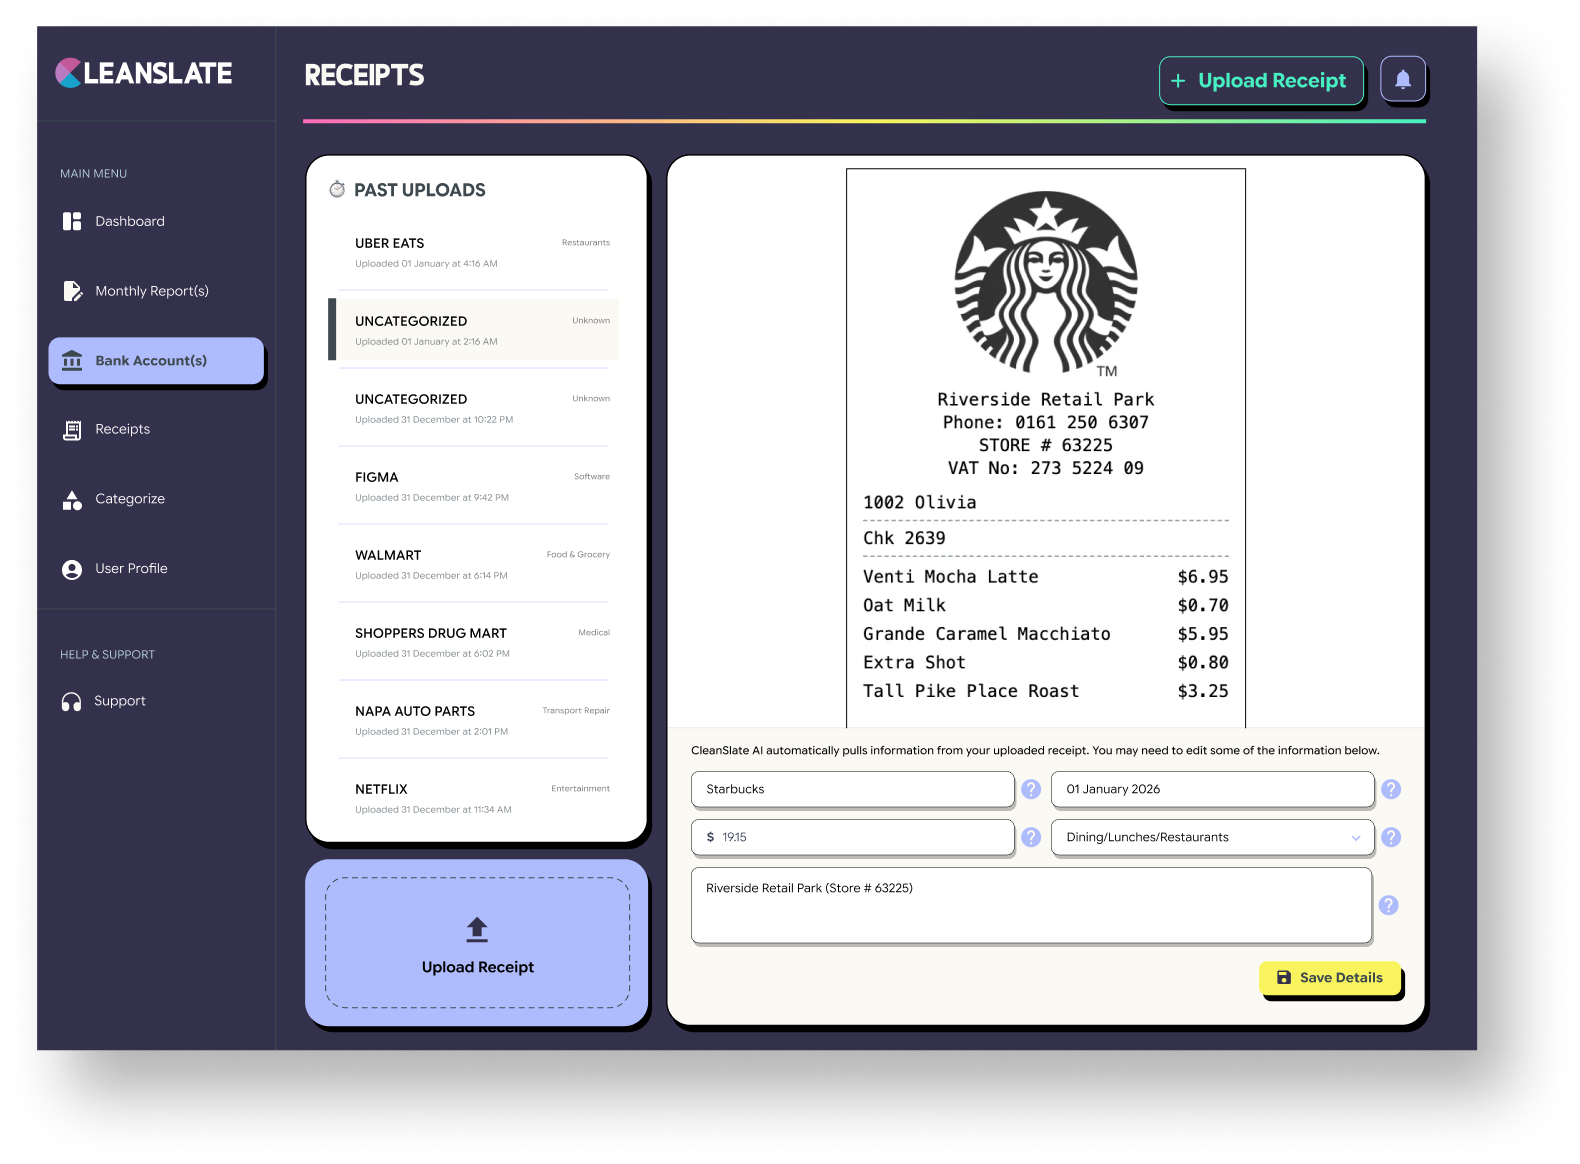 CLEANSLATE
MAIN MENU
Dashboard
Monthly Report(s)
Bank Account(s)
Receipts
Categorize
User Profile
HELP & SUPPORT
Support
RECEIPTS
+ Upload Receipt
PAST UPLOADS
UBER EATS Restaurants
Uploaded 01 January at 4:16 AM
UNCATEGORIZED Unknown
Uploaded 01 January at 2:16 AM
UNCATEGORIZED Unknown
Uploaded 31 December at 10:22 PM
FIGMA Software
Uploaded 31 December at 9:42 PM
WALMART Food & Grocery
Uploaded 31 December at 6:14 PM
SHOPPERS DRUG MART Medical
Uploaded 31 December at 6:02 PM
NAPA AUTO PARTS Transport Repair
Uploaded 31 December at 2:01 PM
NETFLIX Entertainment
Uploaded 31 December at 11:34 AM
Upload Receipt
TM
Riverside Retail Park
Phone: 0161 250 6307
STORE # 63225
VAT No: 273 5224 09
1002 Olivia
Chk 2639
Venti Mocha Latte $6.95
Oat Milk $0.70
Grande Caramel Macchiato $5.95
Extra Shot $0.80
Tall Pike Place Roast $3.25
CleanSlate AI automatically pulls information from your uploaded receipt. You may need to edit some of the information below.
Starbucks ? 01 January 2026 ?
$ 19.15 ? Dining/Lunches/Restaurants ?
Riverside Retail Park (Store # 63225) ?
Save Details